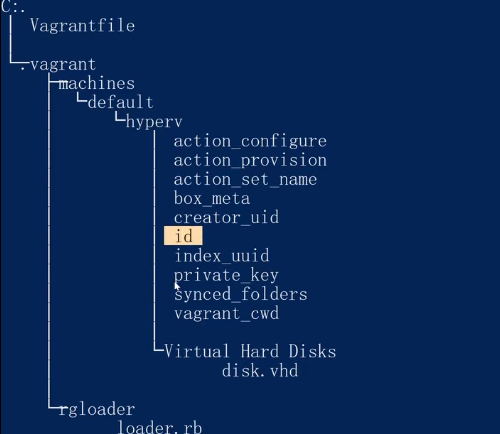 C:.
Vagrantfile
.vagrant
machines
default
hyperv
action_configure
action_provision
action_set_name
box_meta
creator_uid
id
index_uuid
private_key
synced_folders
vagrant_cwd
Virtual Hard Disks
disk.vhd
rgloader
loader.rb